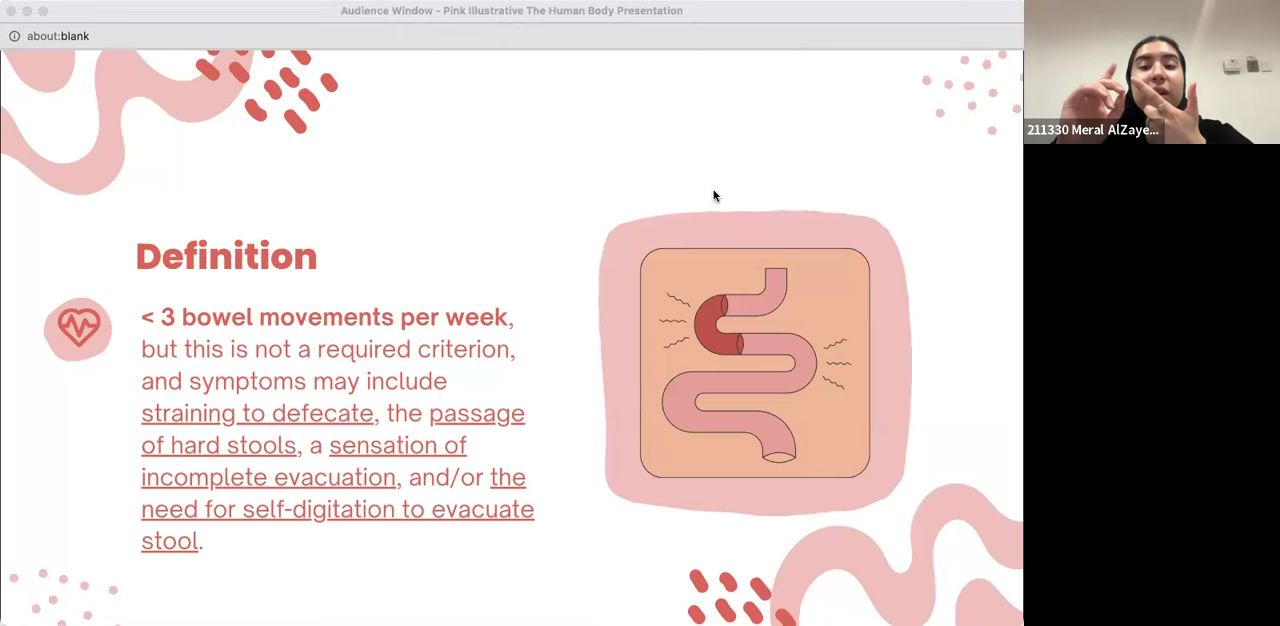 Audience Window - Pink Illustrative The Human Body Presentation
about:blank
211330 Meral AlZaye...
Definition
< 3 bowel movements per week,
but this is not a required criterion,
and symptoms may include
straining to defecate, the passage
of hard stools, a sensation of
incomplete evacuation, and/or the
need for self-digitation to evacuate
stool.